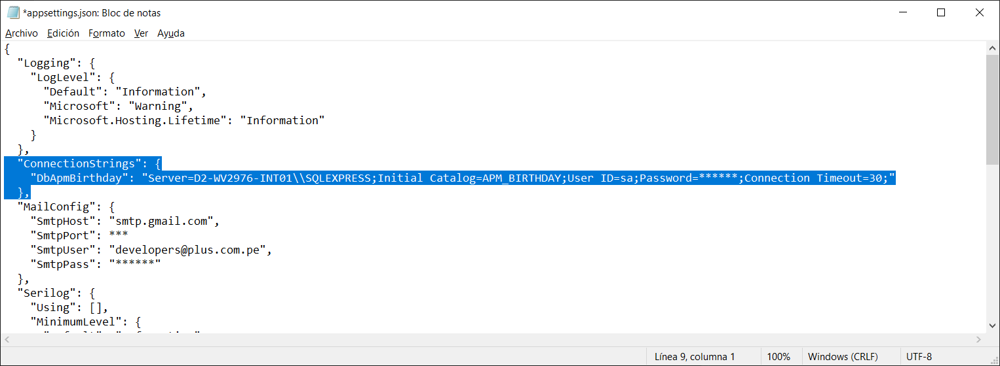 *appsettings.json: Bloc de notas
Archivo Edición Formato Ver Ayuda
{
  "Logging": {
    "LogLevel": {
      "Default": "Information",
      "Microsoft": "Warning",
      "Microsoft.Hosting.Lifetime": "Information"
    }
  },
  "ConnectionStrings": {
    "DbApmBirthday": "Server=D2-WV2976-INT01\\SQLEXPRESS;Initial Catalog=APM_BIRTHDAY;User ID=sa;Password=******;Connection Timeout=30;"
  },
  "MailConfig": {
    "SmtpHost": "smtp.gmail.com",
    "SmtpPort": ***
    "SmtpUser": "developers@plus.com.pe",
    "SmtpPass": "******"
  },
  "Serilog": {
    "Using": [],
    "MinimumLevel": {
Línea 9, columna 1 100% Windows (CRLF) UTF-8